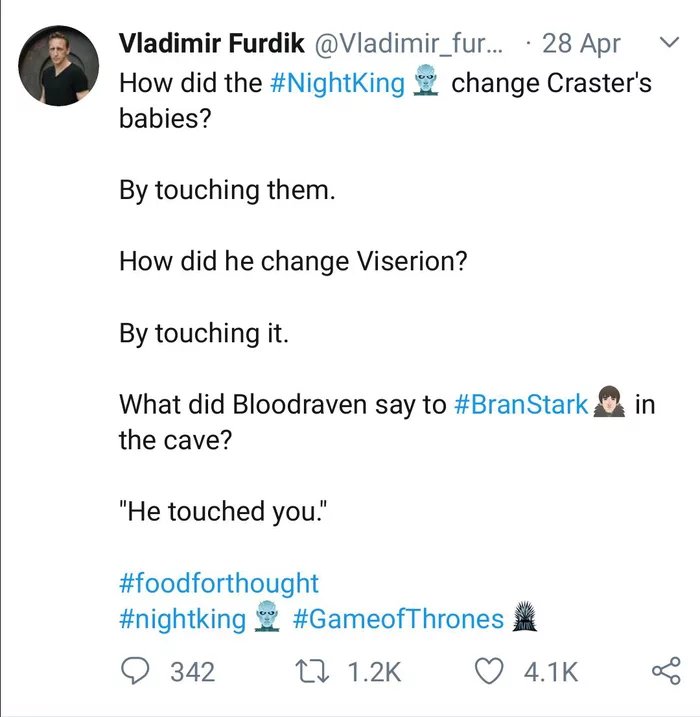 Vladimir Furdik @Vladimir_fur... · 28 Apr
How did the #NightKing change Craster's
babies?
By touching them.
How did he change Viserion?
By touching it.
What did Bloodraven say to #BranStark in
the cave?
"He touched you."
#foodforthought
#nightking #GameofThrones
342 1.2K 4.1K